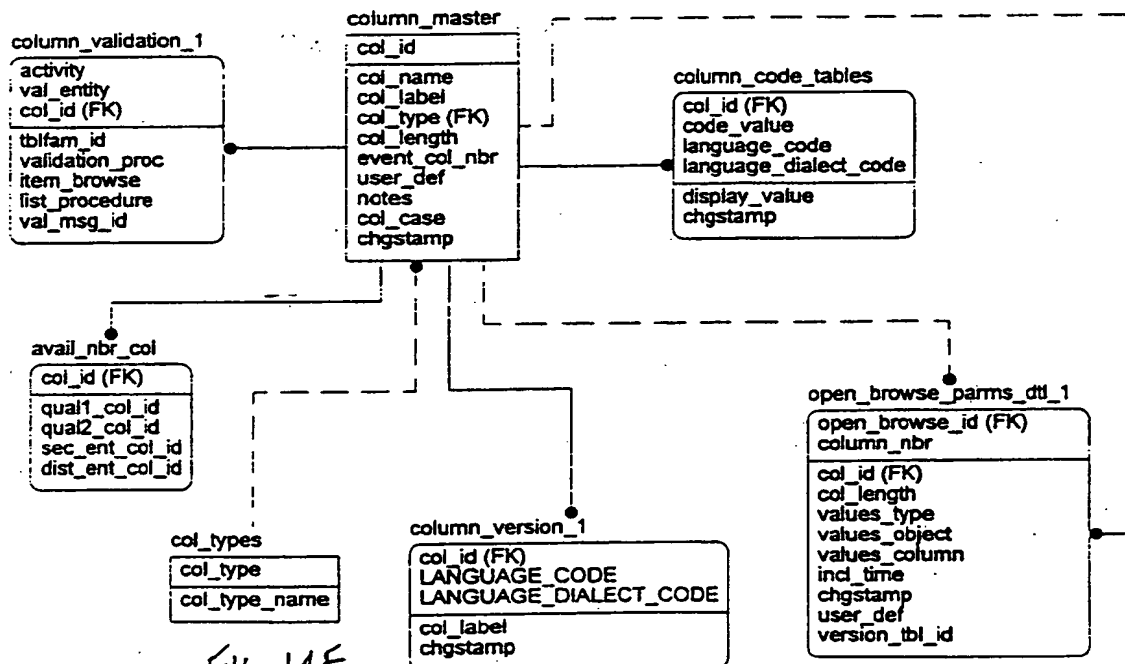 column_master
col_id
col_name
col_label
col_type (FK)
col_length
event_col_nbr
user_def
notes
col_case
chgstamp
column_validation_1
activity
val_entity
col_id (FK)
tblfam_id
validation_proc
item_browse
list_procedure
val_msg_id
column_code_tables
col_id (FK)
code_value
language_code
language_dialect_code
display_value
chgstamp
avail_nbr_col
col_id (FK)
qual1_col_id
qual2_col_id
sec_ent_col_id
dist_ent_col_id
col_types
col_type
col_type_name
column_version_1
col_id (FK)
LANGUAGE_CODE
LANGUAGE_DIALECT_CODE
col_label
chgstamp
open_browse_parms_dtl_1
open_browse_id (FK)
column_nbr
col_id (FK)
col_length
values_type
values_object
values_column
incl_time
chgstamp
user_def
version_tbl_id